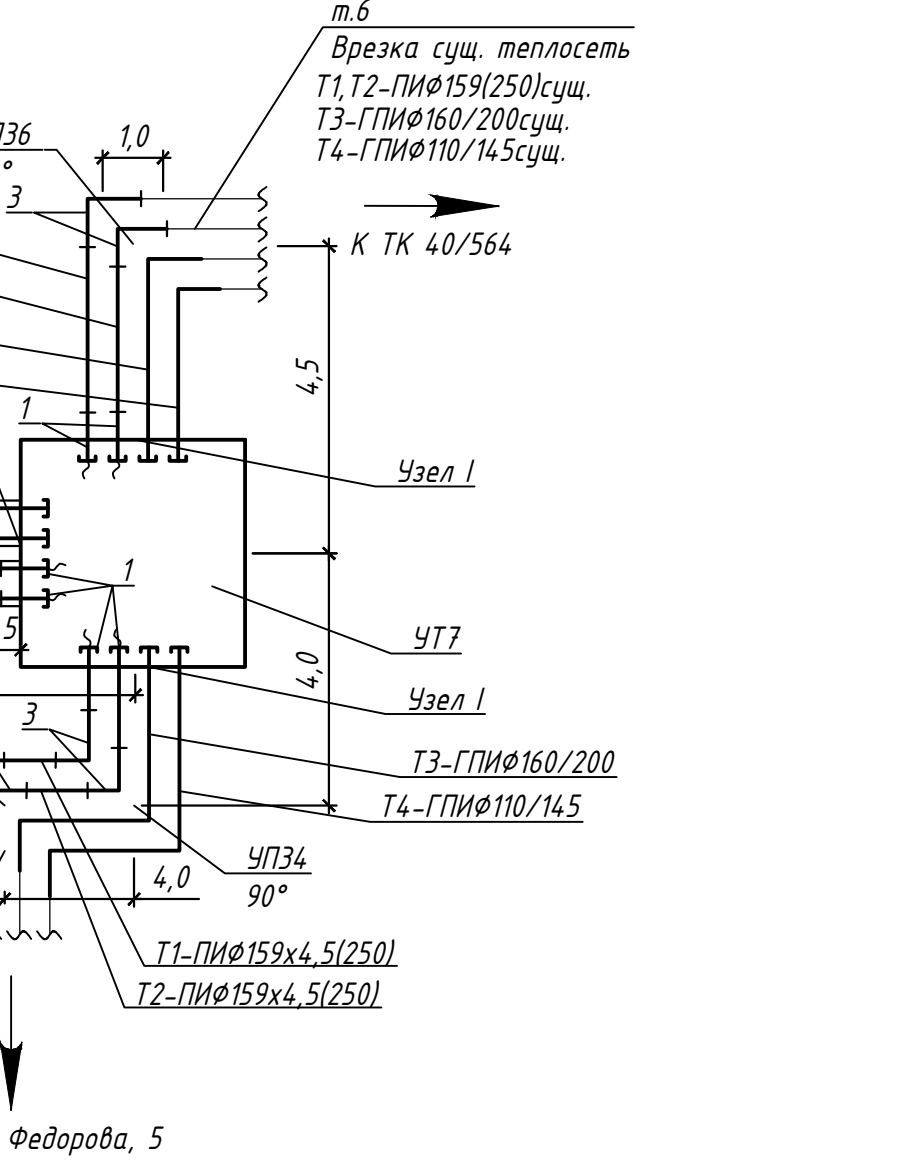 т.6
Врезка сущ. теплосеть
Т1,Т2-ПИФ159(250)сущ.
Т3-ГПИФ160/200сущ.
Т4-ГПИФ110/145сущ.
1,0
3
К ТК 40/564
4,5
1
Узел I
1
5
УТ7
4,0
Узел I
3
Т3-ГПИФ160/200
Т4-ГПИФ110/145
УП34
90°
4,0
Т1-ПИФ159х4,5(250)
Т2-ПИФ159х4,5(250)
Федорова, 5